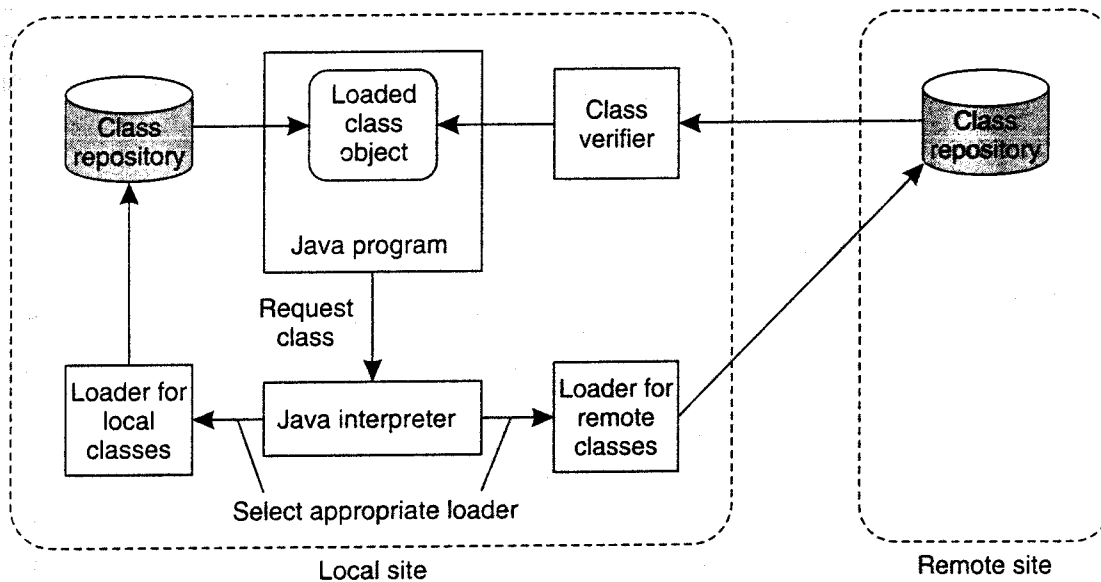 Class
repository
Loaded
class
object
Class
verifier
Class
repository
Java program
Request
class
Loader for
local
classes
Java interpreter
Loader for
remote
classes
Select appropriate loader
Local site
Remote site